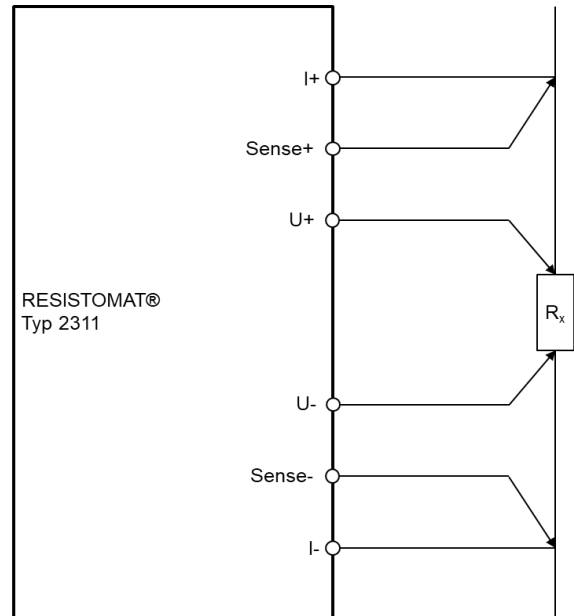 I+
Sense+
U+
RESISTOMAT®
Typ 2311
Rx
U-
Sense-
I-